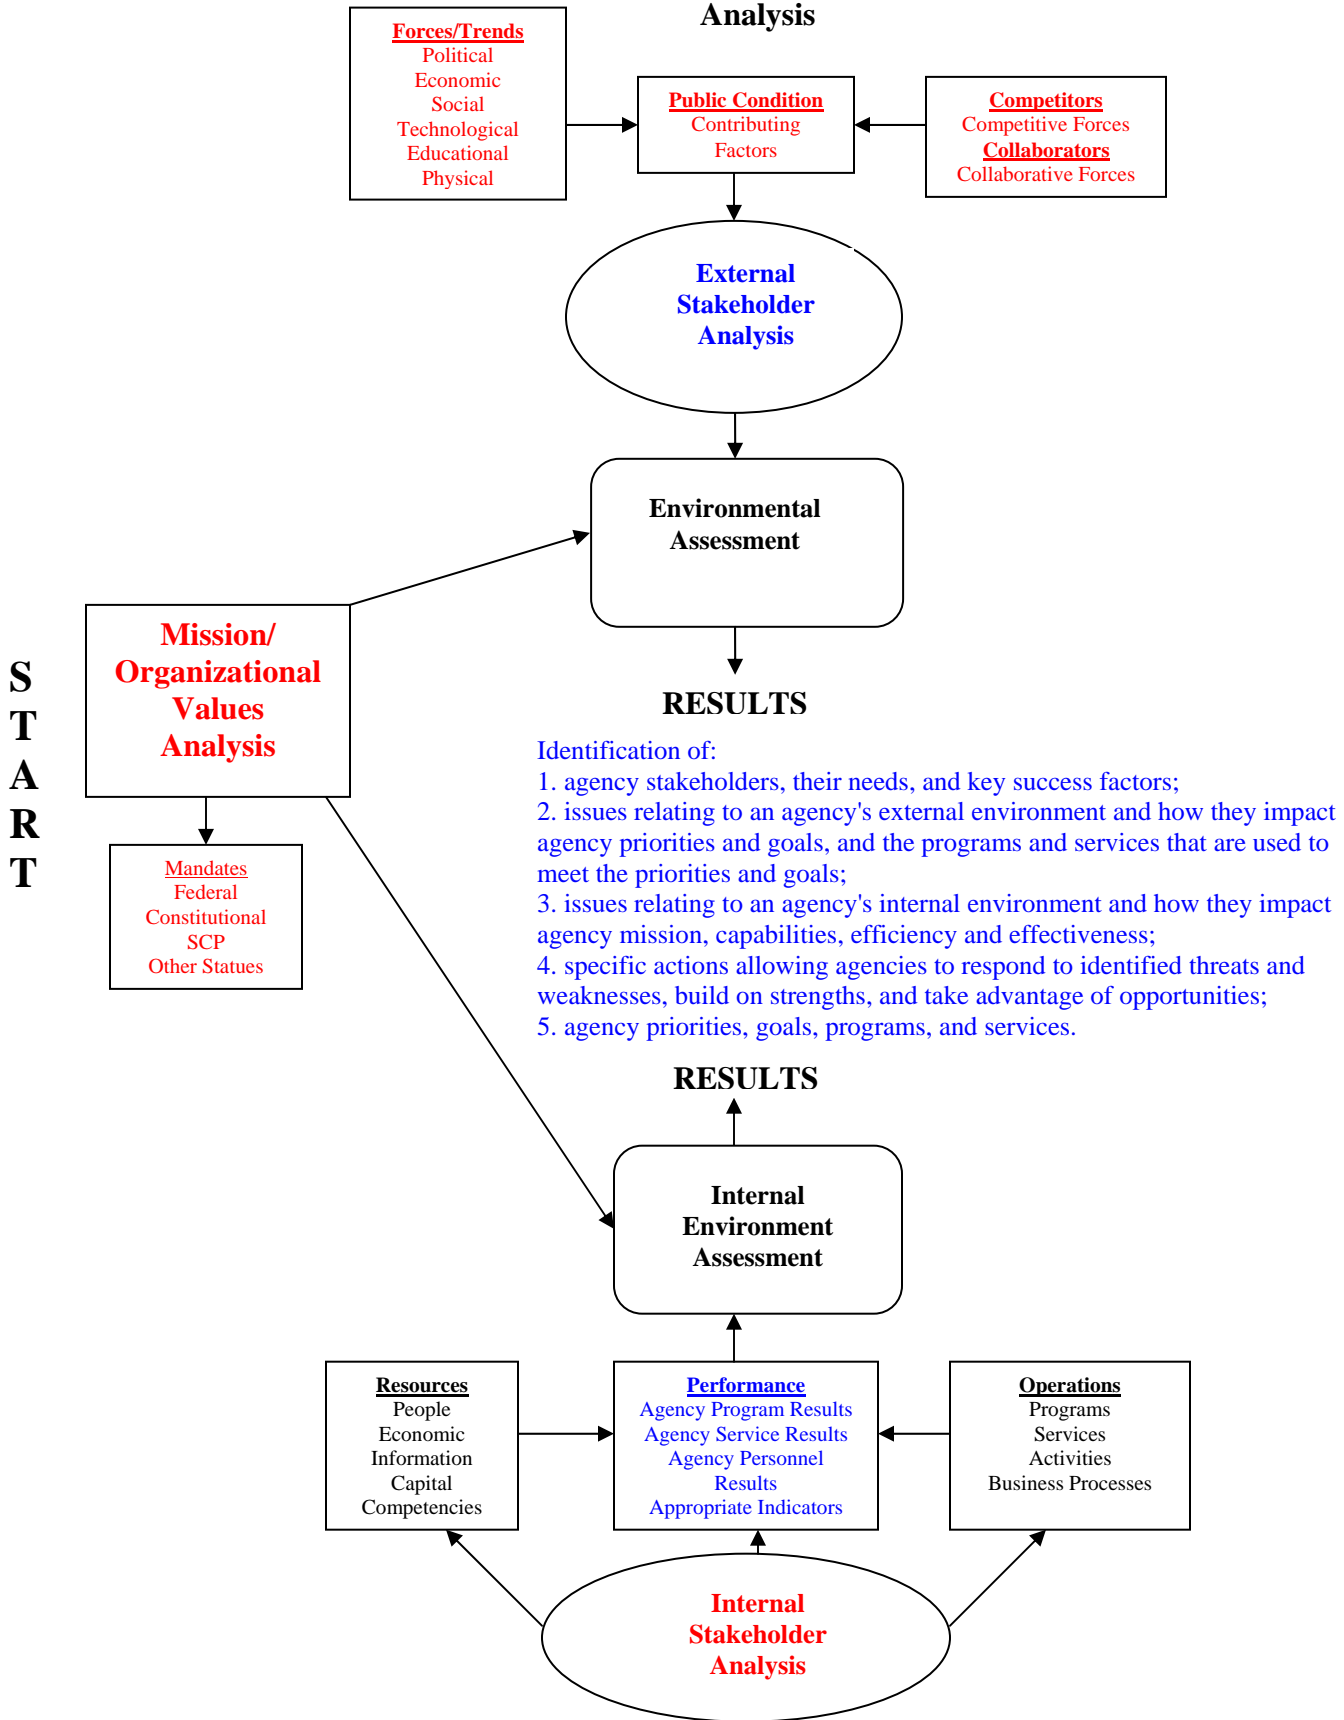 Analysis
Forces/Trends
Political
Economic
Social
Technological
Educational
Physical
Public Condition
Contributing
Factors
Competitors
Competitive Forces
Collaborators
Collaborative Forces
External
Stakeholder
Analysis
Environmental
Assessment
S
T
A
R
T
Mission/
Organizational
Values
Analysis
Mandates
Federal
Constitutional
SCP
Other Statues
RESULTS
Identification of:
1. agency stakeholders, their needs, and key success factors;
2. issues relating to an agency's external environment and how they impact
agency priorities and goals, and the programs and services that are used to
meet the priorities and goals;
3. issues relating to an agency's internal environment and how they impact
agency mission, capabilities, efficiency and effectiveness;
4. specific actions allowing agencies to respond to identified threats and
weaknesses, build on strengths, and take advantage of opportunities;
5. agency priorities, goals, programs, and services.
RESULTS
Internal
Environment
Assessment
Resources
People
Economic
Information
Capital
Competencies
Performance
Agency Program Results
Agency Service Results
Agency Personnel
Results
Appropriate Indicators
Operations
Programs
Services
Activities
Business Processes
Internal
Stakeholder
Analysis